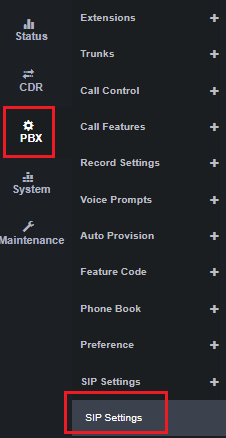 Status
CDR
PBX
System
Maintenance
Extensions
Trunks
Call Control
Call Features
Record Settings
Voice Prompts
Auto Provision
Feature Code
Phone Book
Preference
SIP Settings
SIP Settings